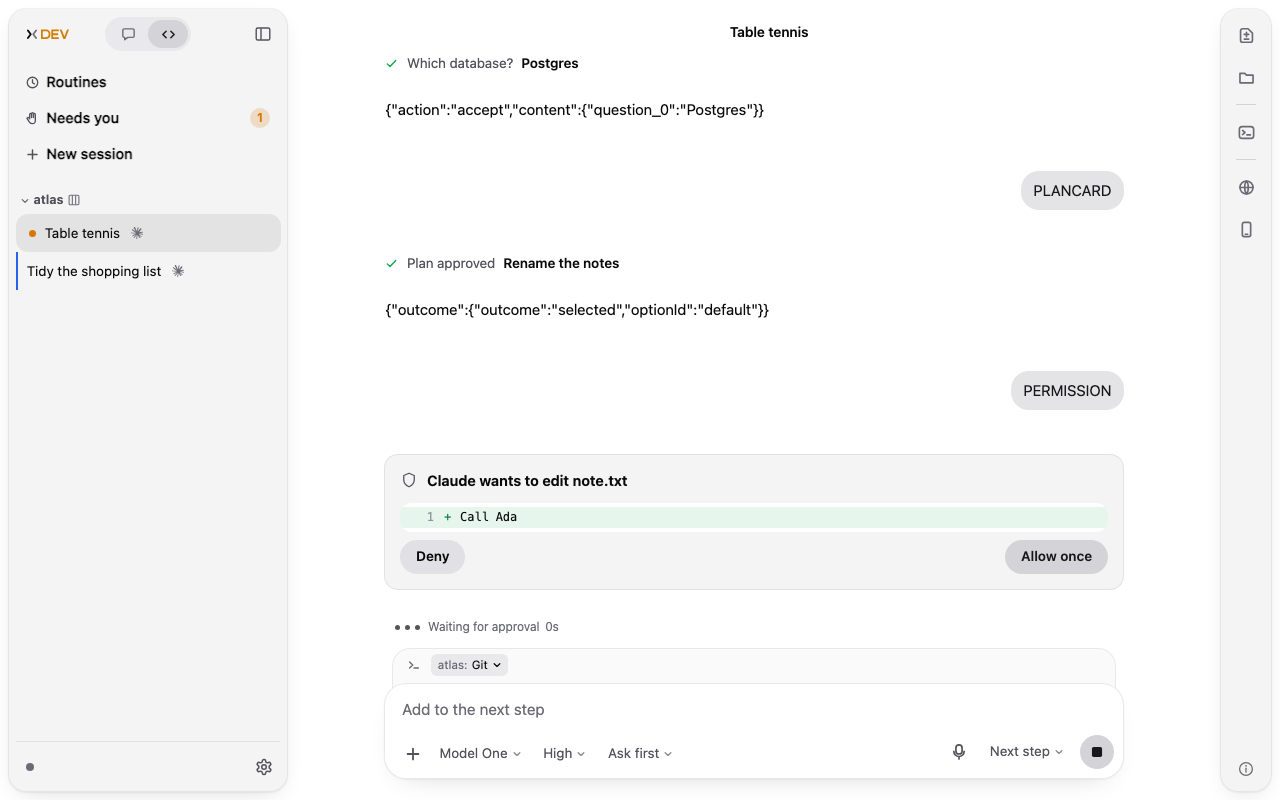 DEV
Routines
Needs you 1
New session
atlas
Table tennis
Tidy the shopping list
Table tennis
Which database? Postgres
{"action":"accept","content":{"question_0":"Postgres"}}
PLANCARD
Plan approved Rename the notes
{"outcome":{"outcome":"selected","optionId":"default"}}
PERMISSION
Claude wants to edit note.txt
1 + Call Ada
Deny Allow once
Waiting for approval 0s
atlas: Git
Add to the next step
Model One High Ask first Next step